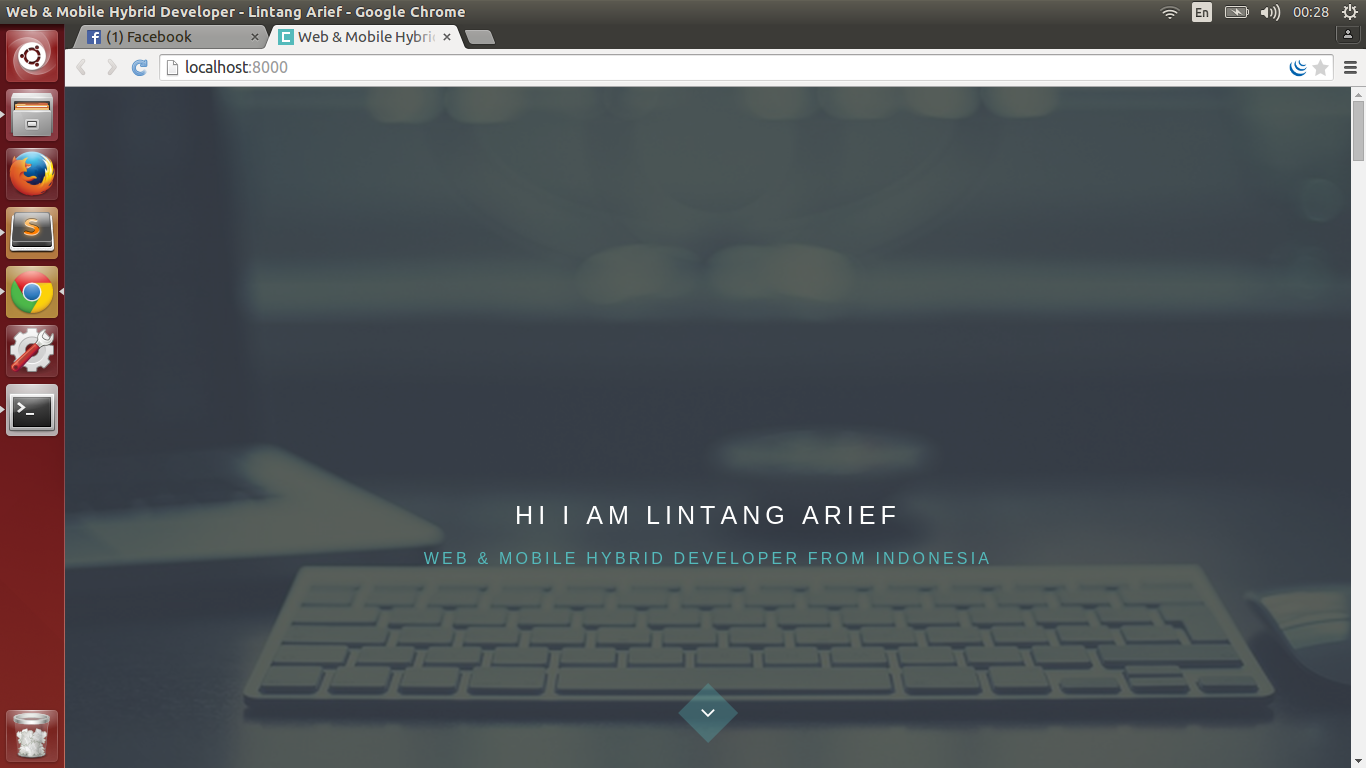 Web & Mobile Hybrid Developer - Lintang Arief - Google Chrome
En
00:28
(1) Facebook
Web & Mobile Hybri
localhost:8000
HI I AM LINTANG ARIEF
WEB & MOBILE HYBRID DEVELOPER FROM INDONESIA